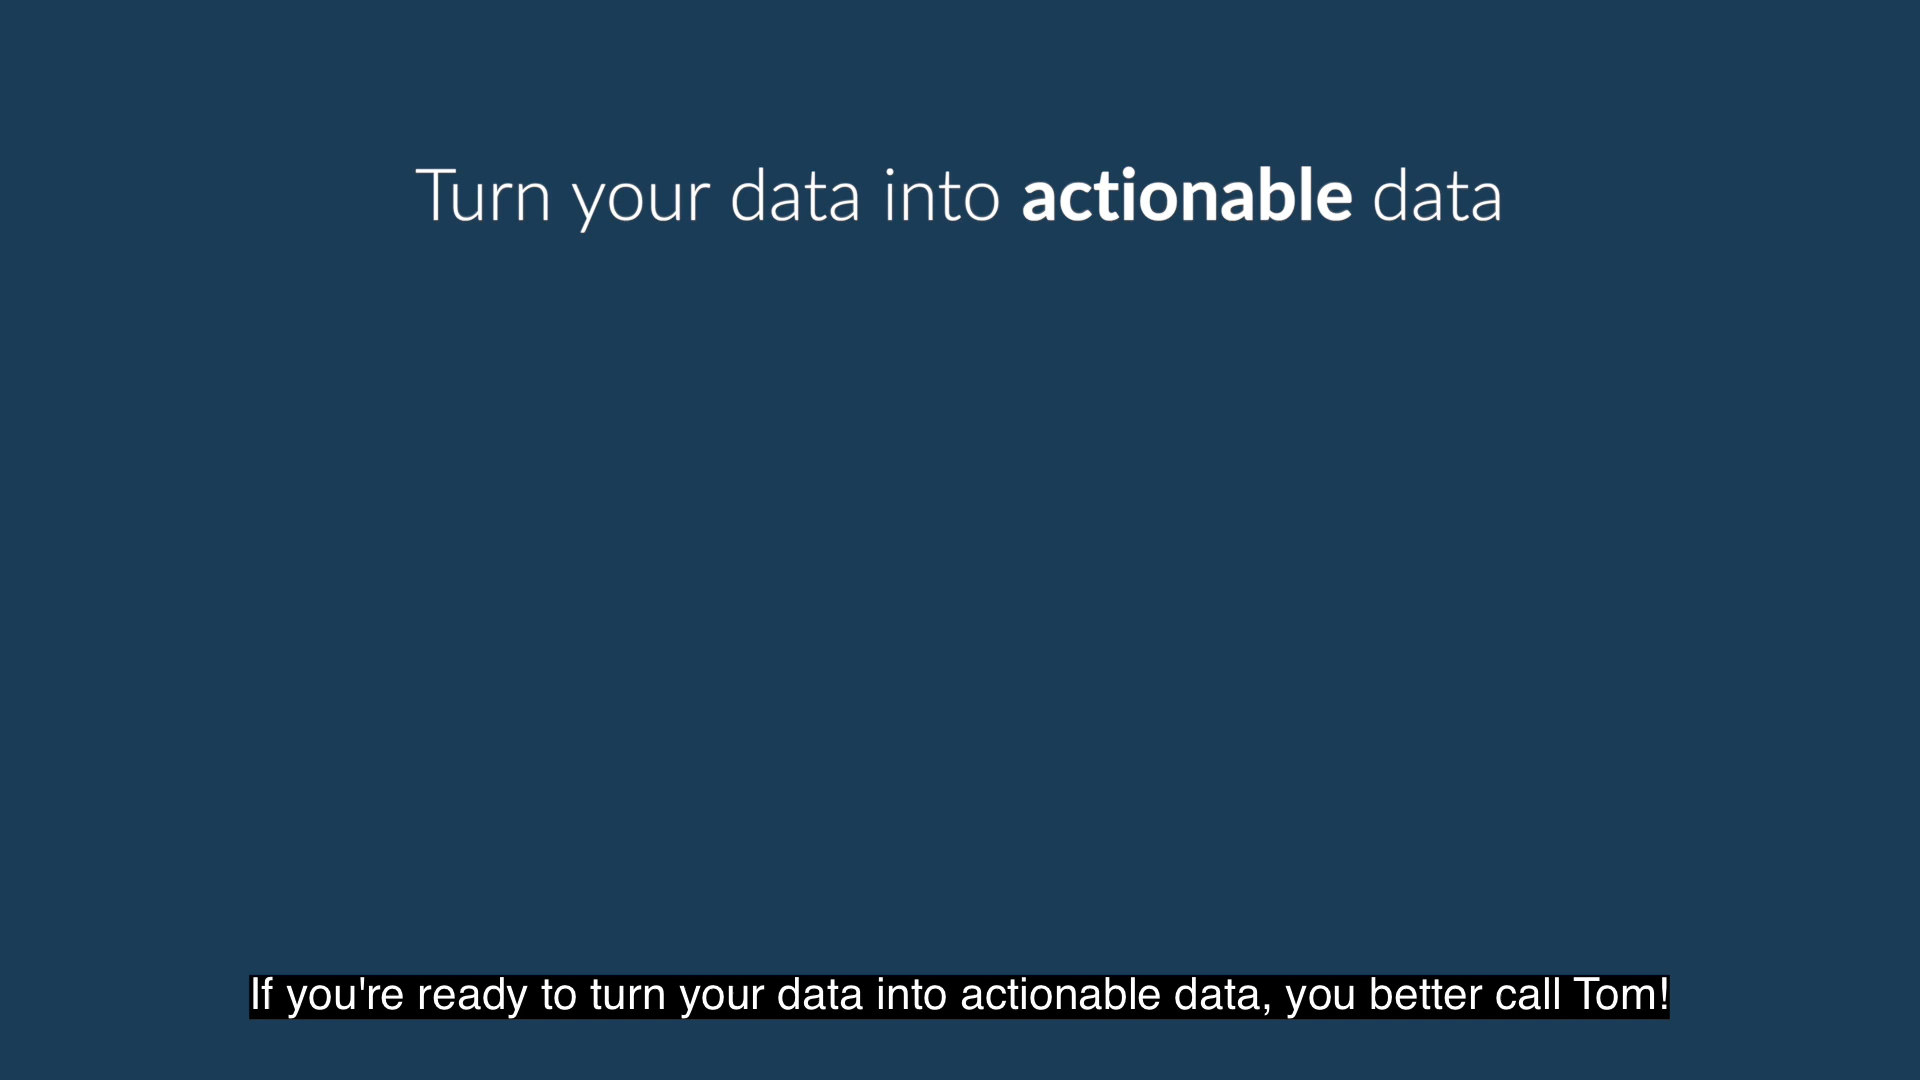 Turn your data into actionable data
If you're ready to turn your data into actionable data, you better call Tom!